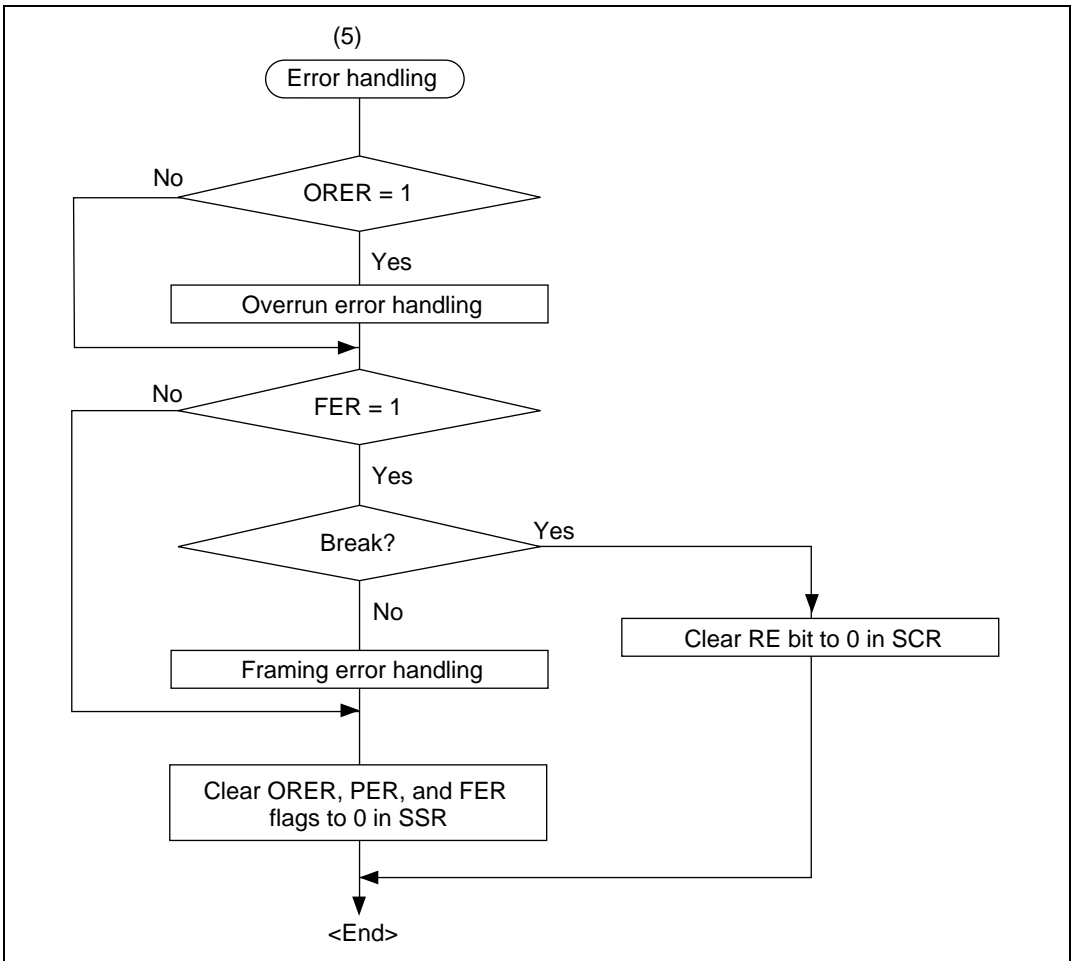 (5)
Error handling
No
ORER = 1
Yes
Overrun error handling
No
FER = 1
Yes
Break?
Yes
No
Clear RE bit to 0 in SCR
Framing error handling
Clear ORER, PER, and FER
flags to 0 in SSR
<End>